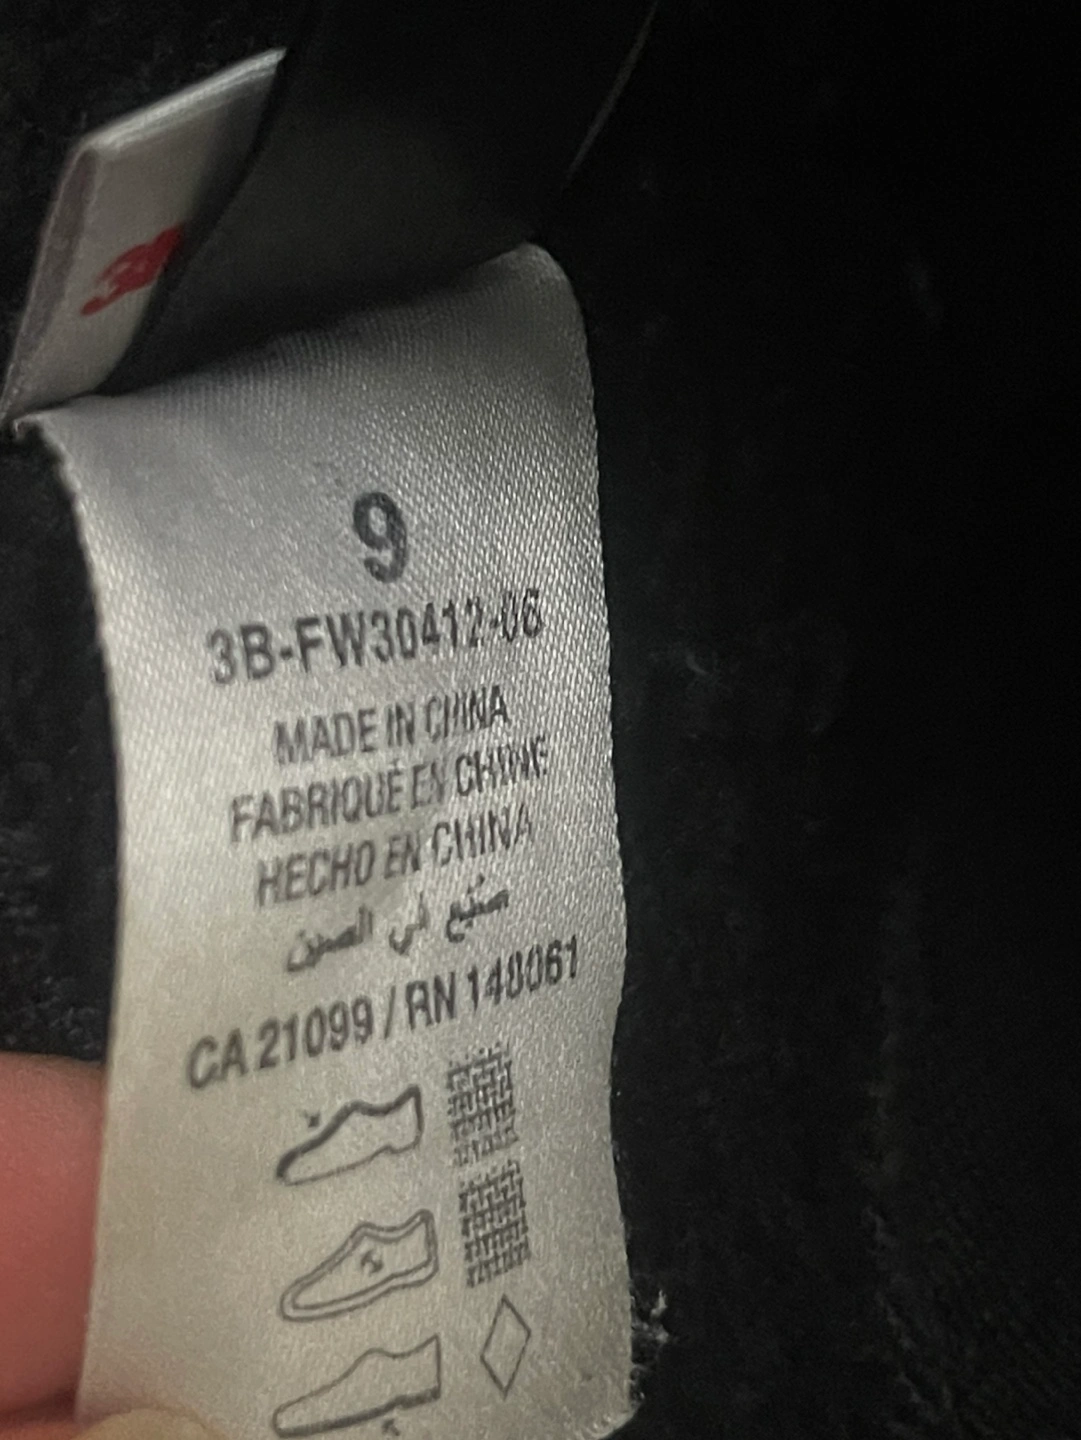 9
3B-FW30412-06
MADE IN CHINA
FABRIQUÉ EN CHINE
HECHO EN CHINA
صنع في الصين
CA 21099 / RN 148061